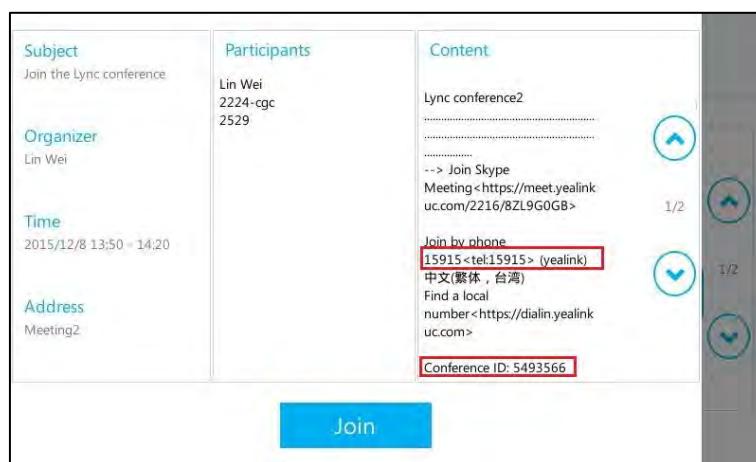 Subject
Join the Lync conference
Organizer
Lin Wei
Time
2015/12/8 13:50 - 14:20
Address
Meeting2
Participants
Lin Wei
2224-cgc
2529
Content
Lync conference2
............................................................
............................................................
.................
--> Join Skype
Meeting<https://meet.yealink
uc.com/2216/8ZL9G0GB>
Join by phone
15915<tel:15915> (yealink)
中文(繁体，台湾)
Find a local
number<https://dialin.yealink
uc.com>
Conference ID: 5493566
1/2
1/2
Join